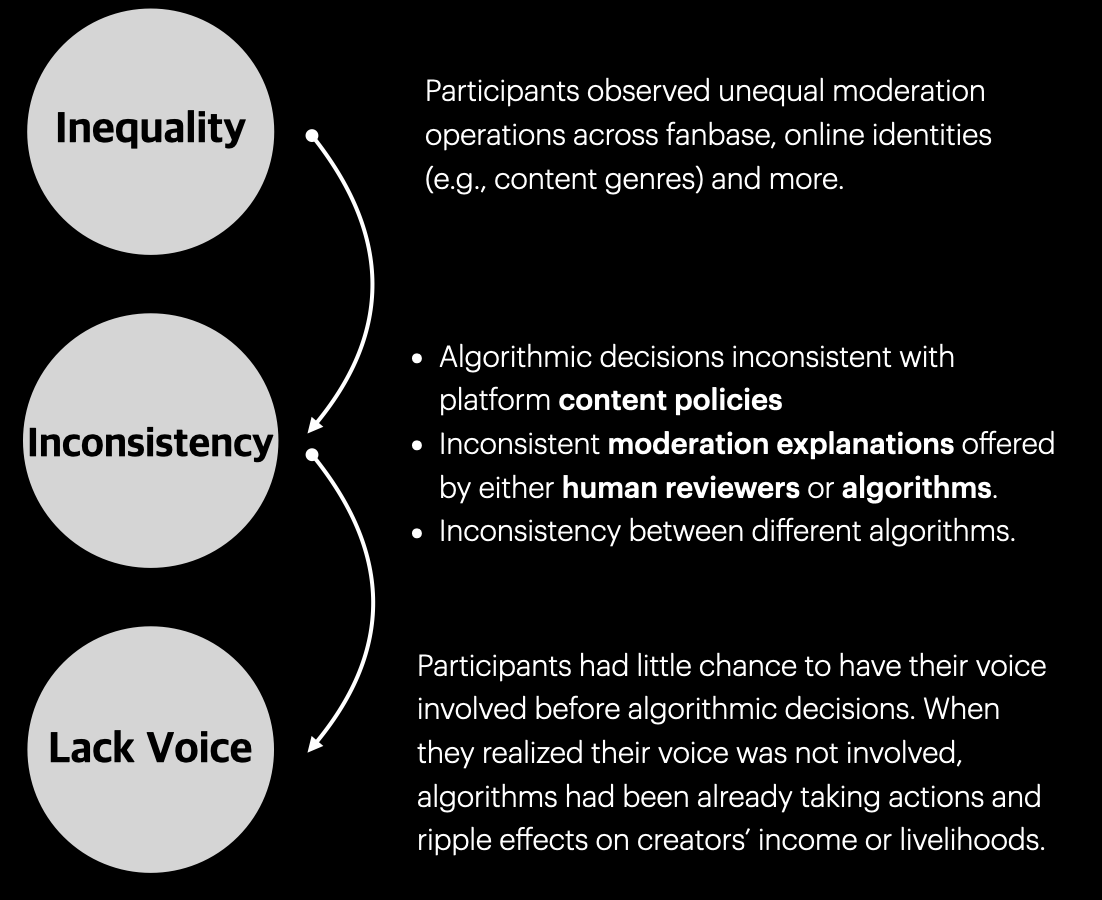 Inequality
Participants observed unequal moderation
operations across fanbase, online identities
(e.g., content genres) and more.
Inconsistency
• Algorithmic decisions inconsistent with
platform content policies
• Inconsistent moderation explanations offered
by either human reviewers or algorithms.
• Inconsistency between different algorithms.
Lack Voice
Participants had little chance to have their voice
involved before algorithmic decisions. When
they realized their voice was not involved,
algorithms had been already taking actions and
ripple effects on creators’ income or livelihoods.